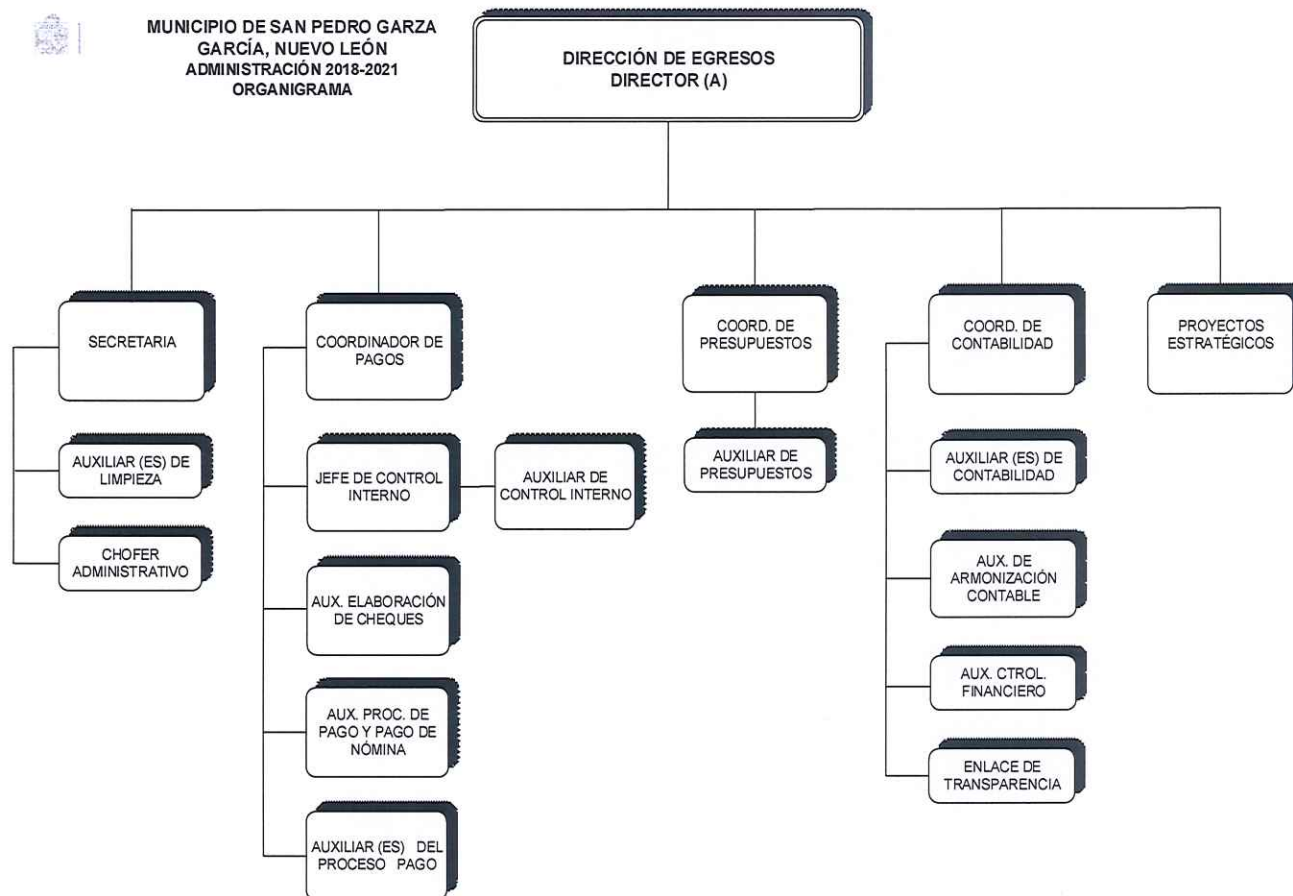 MUNICIPIO DE SAN PEDRO GARZA
GARCÍA, NUEVO LEÓN
ADMINISTRACIÓN 2018-2021
ORGANIGRAMA
DIRECCIÓN DE EGRESOS
DIRECTOR (A)
SECRETARIA
AUXILIAR (ES) DE
LIMPIEZA
CHOFER
ADMINISTRATIVO
COORDINADOR DE
PAGOS
JEFE DE CONTROL
INTERNO
AUXILIAR DE
CONTROL INTERNO
AUX. ELABORACIÓN
DE CHEQUES
AUX. PROC. DE
PAGO Y PAGO DE
NÓMINA
AUXILIAR (ES) DEL
PROCESO PAGO
COORD. DE
PRESUPUESTOS
AUXILIAR DE
PRESUPUESTOS
COORD. DE
CONTABILIDAD
AUXILIAR (ES) DE
CONTABILIDAD
AUX. DE
ARMONIZACIÓN
CONTABLE
AUX. CTROL.
FINANCIERO
ENLACE DE
TRANSPARENCIA
PROYECTOS
ESTRATÉGICOS